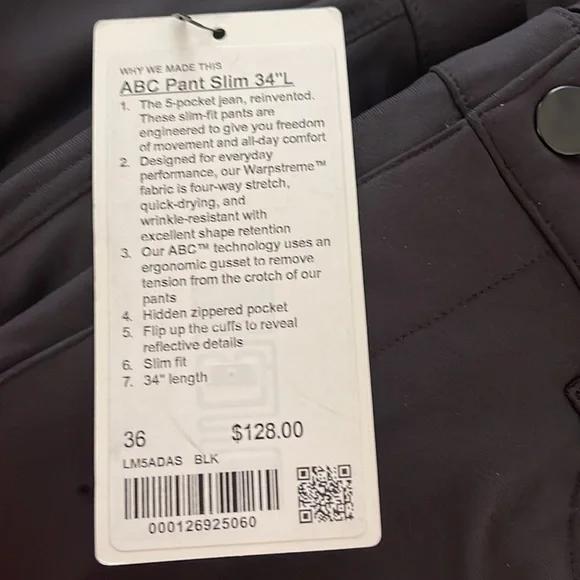 WHY WE MADE THIS
ABC Pant Slim 34"L
1. The 5-pocket jean, reinvented.
These slim-fit pants are
engineered to give you freedom
of movement and all-day comfort
2. Designed for everyday
performance, our Warpstreme™
fabric is four-way stretch,
quick-drying, and
wrinkle-resistant with
excellent shape retention
3. Our ABC™ technology uses an
ergonomic gusset to remove
tension from the crotch of our
pants
4. Hidden zippered pocket
5. Flip up the cuffs to reveal
reflective details
6. Slim fit
7. 34" length
36 $128.00
LM5ADAS BLK
000126925060